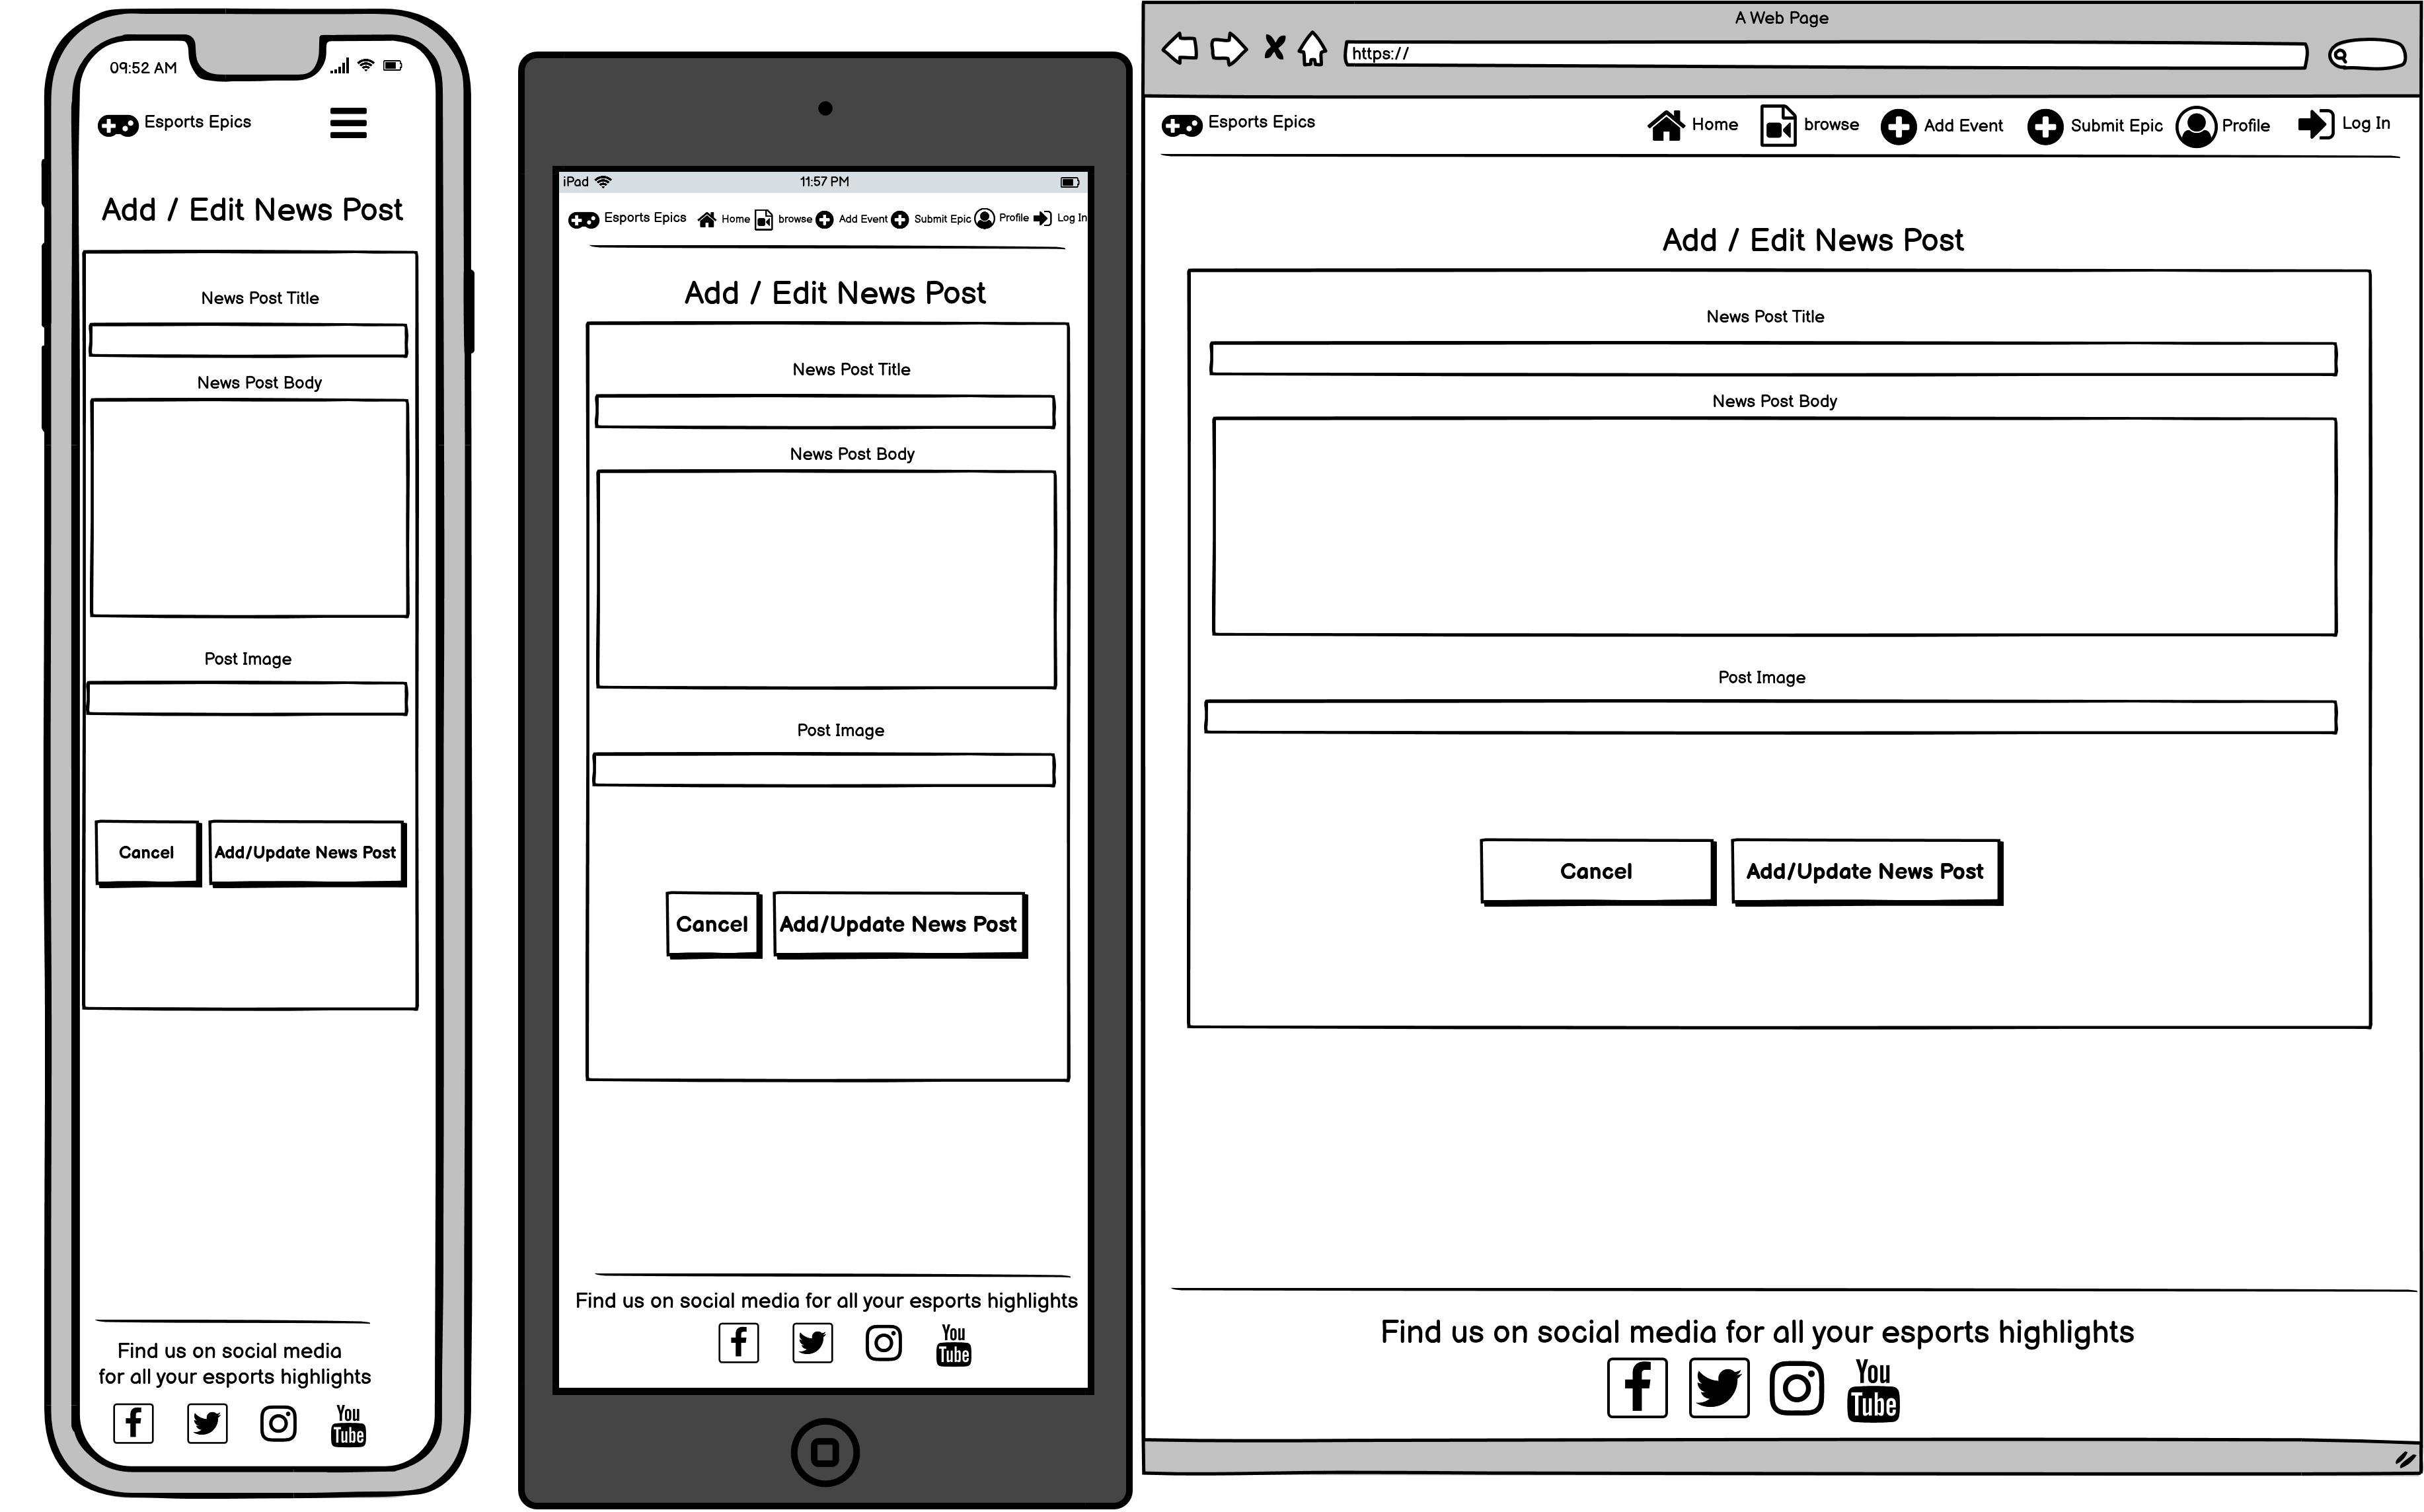 09:52 AM
Esports Epics
Add / Edit News Post
News Post Title
News Post Body
Post Image
Cancel
Add/Update News Post
Find us on social media
for all your esports highlights
You
Tube
iPad
11:57 PM
Esports Epics
Home
browse
Add Event
Submit Epic
Profile
Log In
Add / Edit News Post
News Post Title
News Post Body
Post Image
Cancel
Add/Update News Post
Find us on social media for all your esports highlights
You
Tube
A Web Page
https://
Esports Epics
Home
browse
Add Event
Submit Epic
Profile
Log In
Add / Edit News Post
News Post Title
News Post Body
Post Image
Cancel
Add/Update News Post
Find us on social media for all your esports highlights
You
Tube